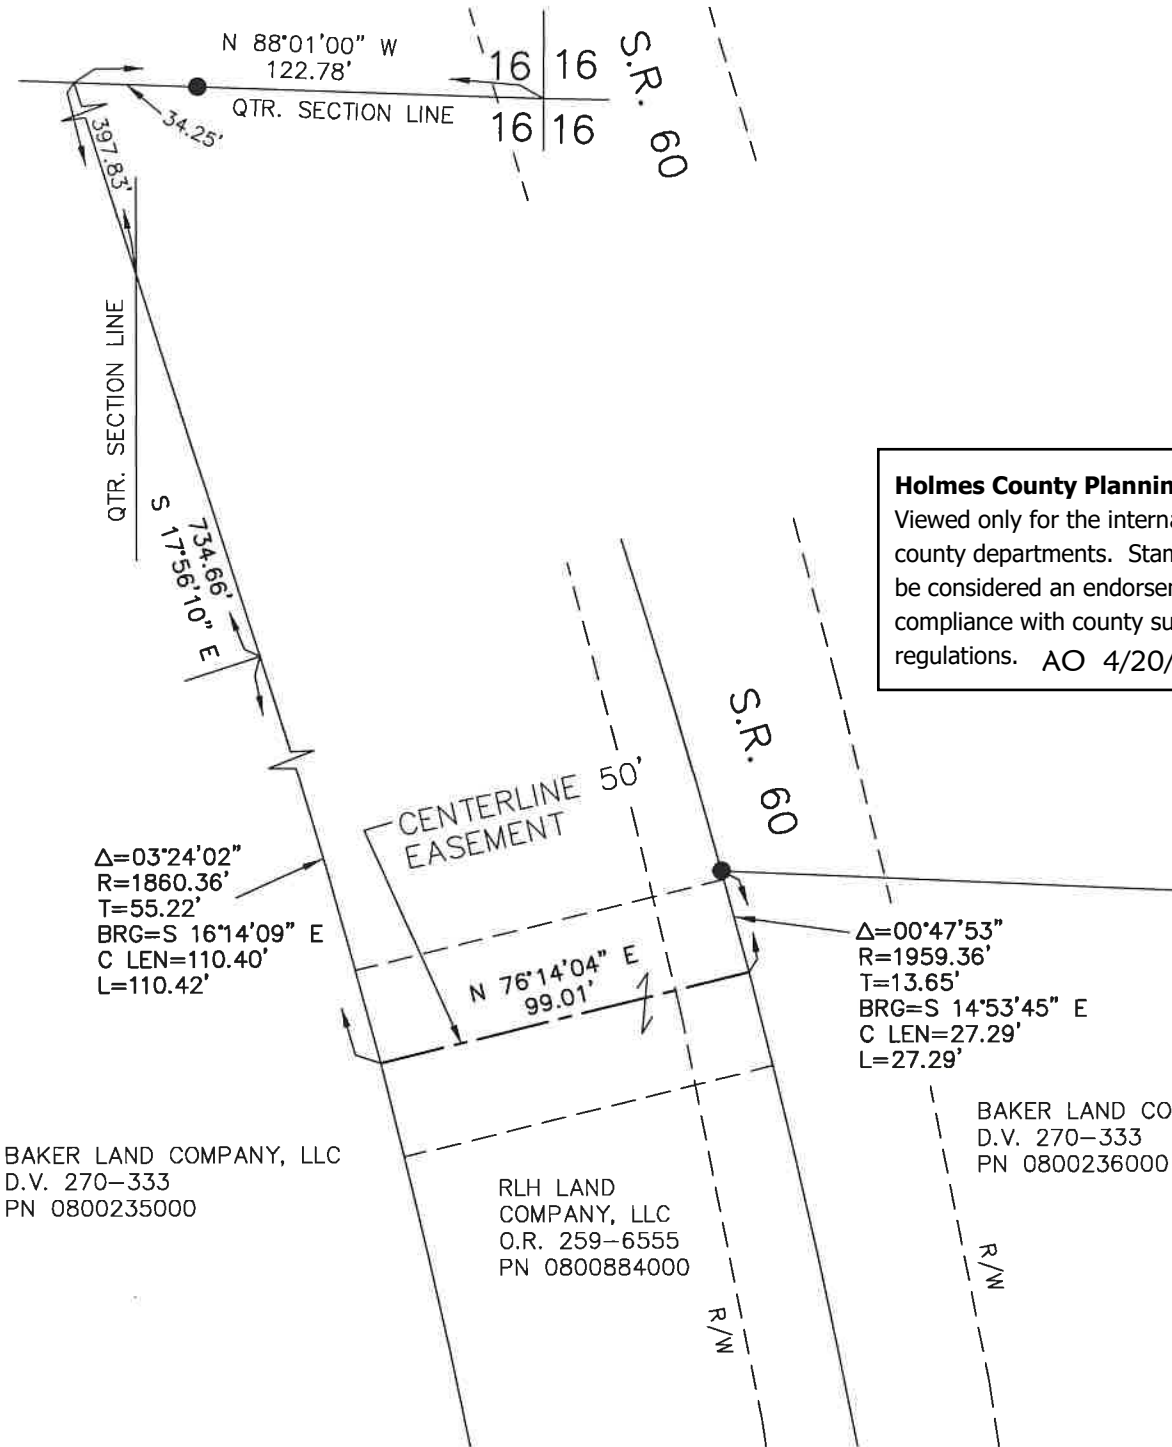 N 88°01'00" W
122.78'
QTR. SECTION LINE
34.25'
397.83'
16 16
16 16
S.R. 60
QTR. SECTION LINE
734.66'
S 17°56'10" E
Holmes County Plannin
Viewed only for the interna
county departments. Stam
be considered an endorser
compliance with county su
regulations. AO 4/20/
S.R. 60
CENTERLINE 50'
EASEMENT
Δ=03°24'02"
R=1860.36'
T=55.22'
BRG=S 16°14'09" E
C LEN=110.40'
L=110.42'
N 76°14'04" E
99.01'
Δ=00°47'53"
R=1959.36'
T=13.65'
BRG=S 14°53'45" E
C LEN=27.29'
L=27.29'
BAKER LAND COMPANY, LLC
D.V. 270-333
PN 0800235000
RLH LAND
COMPANY, LLC
O.R. 259-6555
PN 0800884000
BAKER LAND CO
D.V. 270-333
PN 0800236000
R/W
R/W